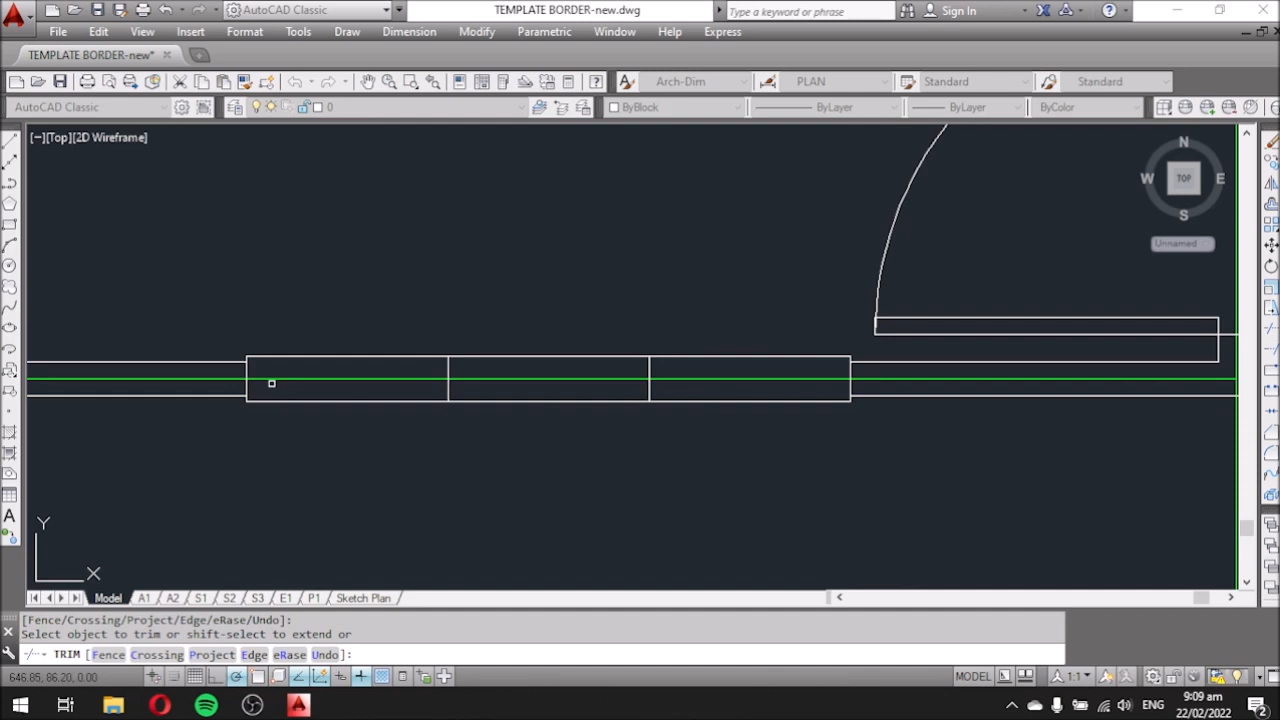 AutoCAD Classic
TEMPLATE BORDER-new.dwg
Type a keyword or phrase
Sign In
File Edit View Insert Format Tools Draw Dimension Modify Parametric Window Help Express
TEMPLATE BORDER-new*
Arch-Dim PLAN Standard Standard
AutoCAD Classic 0 ByBlock ByLayer ByLayer ByColor
[−][Top][2D Wireframe]
N
W TOP E
S
Unnamed
Y
X
Model A1 A2 S1 S2 S3 E1 P1 Sketch Plan
[Fence/Crossing/Project/Edge/eRase/Undo]:
Select object to trim or shift-select to extend or
TRIM [Fence Crossing Project Edge eRase Undo]:
646.85, 86.20, 0.00 MODEL 1:1
ENG
9:09 am
22/02/2022
2